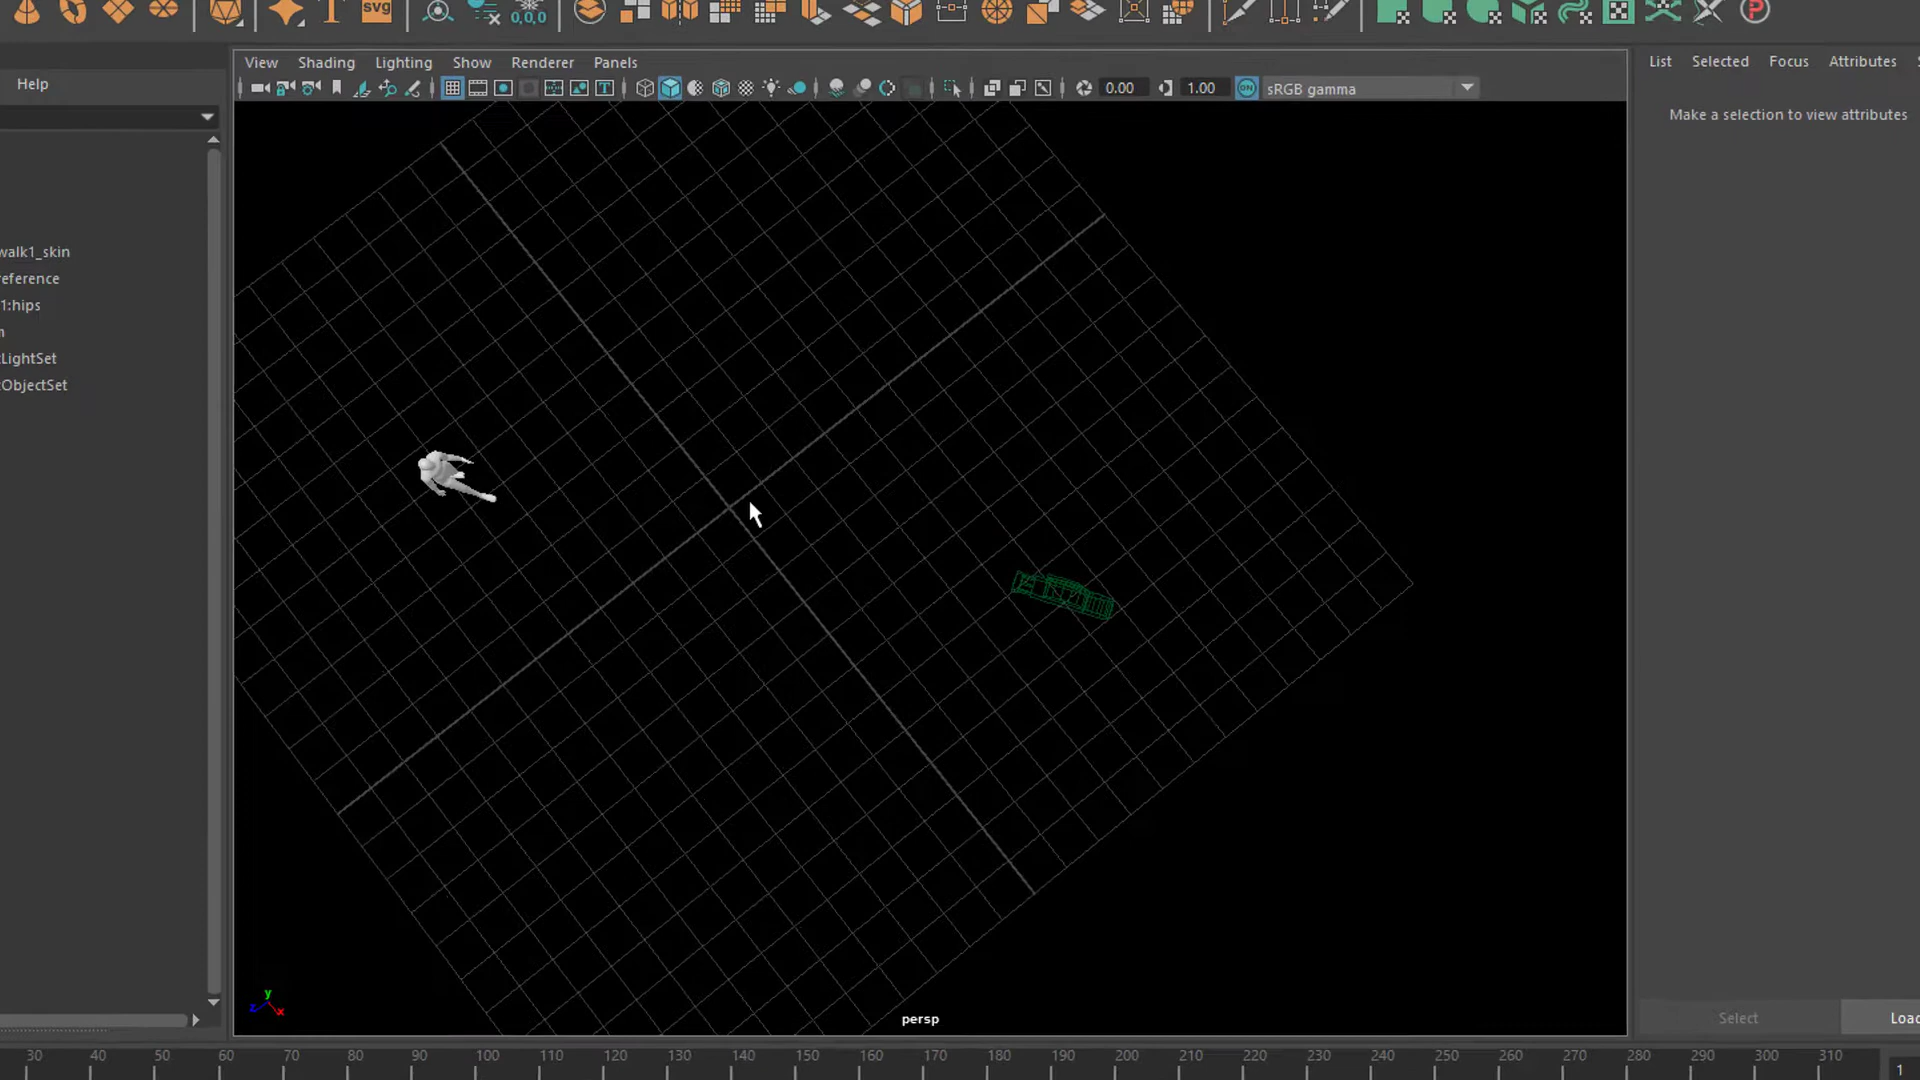 T
svg
0,0,0
P
View Shading Lighting Show Renderer Panels
List Selected Focus Attributes
Help
T
0.00
1.00
ON
sRGB gamma
Make a selection to view attributes
walk1_skin
eference
1:hips
LightSet
ObjectSet
y
z
x
persp
Select
Load
30 40 50 60 70 80 90 100 110 120 130 140 150 160 170 180 190 200 210 220 230 240 250 260 270 280 290 300 310
1